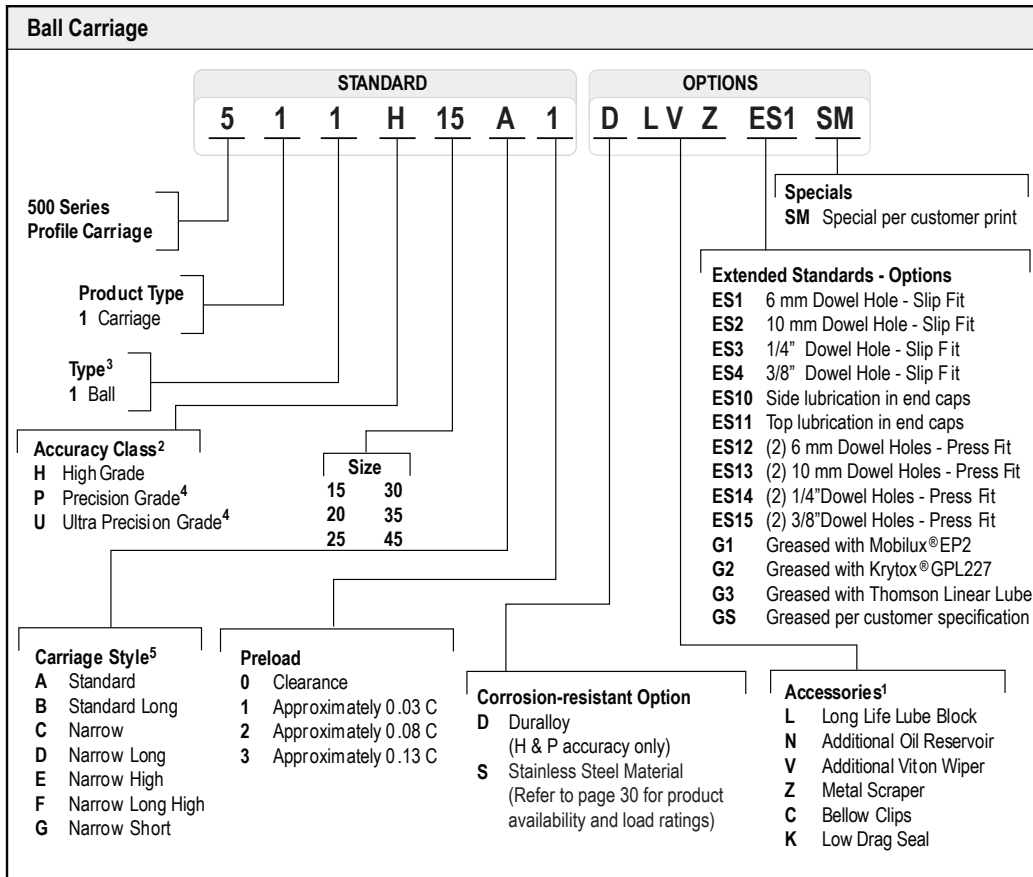 Ball Carriage
STANDARD
OPTIONS
5 1 1 H 15 A 1 D L V Z ES1 SM
500 Series
Profile Carriage
Product Type
1 Carriage
Type³
1 Ball
Accuracy Class²
H High Grade
P Precision Grade⁴
U Ultra Precision Grade⁴
Size
15 30
20 35
25 45
Specials
SM Special per customer print
Extended Standards - Options
ES1 6 mm Dowel Hole - Slip Fit
ES2 10 mm Dowel Hole - Slip Fit
ES3 1/4” Dowel Hole - Slip Fit
ES4 3/8” Dowel Hole - Slip Fit
ES10 Side lubrication in end caps
ES11 Top lubrication in end caps
ES12 (2) 6 mm Dowel Holes - Press Fit
ES13 (2) 10 mm Dowel Holes - Press Fit
ES14 (2) 1/4”Dowel Holes - Press Fit
ES15 (2) 3/8”Dowel Holes - Press Fit
G1 Greased with Mobilux® EP2
G2 Greased with Krytox® GPL227
G3 Greased with Thomson Linear Lube
GS Greased per customer specification
Carriage Style⁵
A Standard
B Standard Long
C Narrow
D Narrow Long
E Narrow High
F Narrow Long High
G Narrow Short
Preload
0 Clearance
1 Approximately 0.03 C
2 Approximately 0.08 C
3 Approximately 0.13 C
Corrosion-resistant Option
D Duralloy
(H & P accuracy only)
S Stainless Steel Material
(Refer to page 30 for product
availability and load ratings)
Accessories¹
L Long Life Lube Block
N Additional Oil Reservoir
V Additional Viton Wiper
Z Metal Scraper
C Bellow Clips
K Low Drag Seal